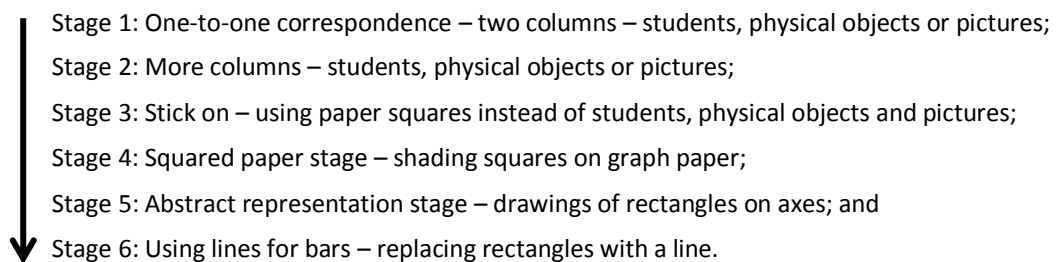 Stage 1: One-to-one correspondence – two columns – students, physical objects or pictures;
Stage 2: More columns – students, physical objects or pictures;
Stage 3: Stick on – using paper squares instead of students, physical objects and pictures;
Stage 4: Squared paper stage – shading squares on graph paper;
Stage 5: Abstract representation stage – drawings of rectangles on axes; and
Stage 6: Using lines for bars – replacing rectangles with a line.